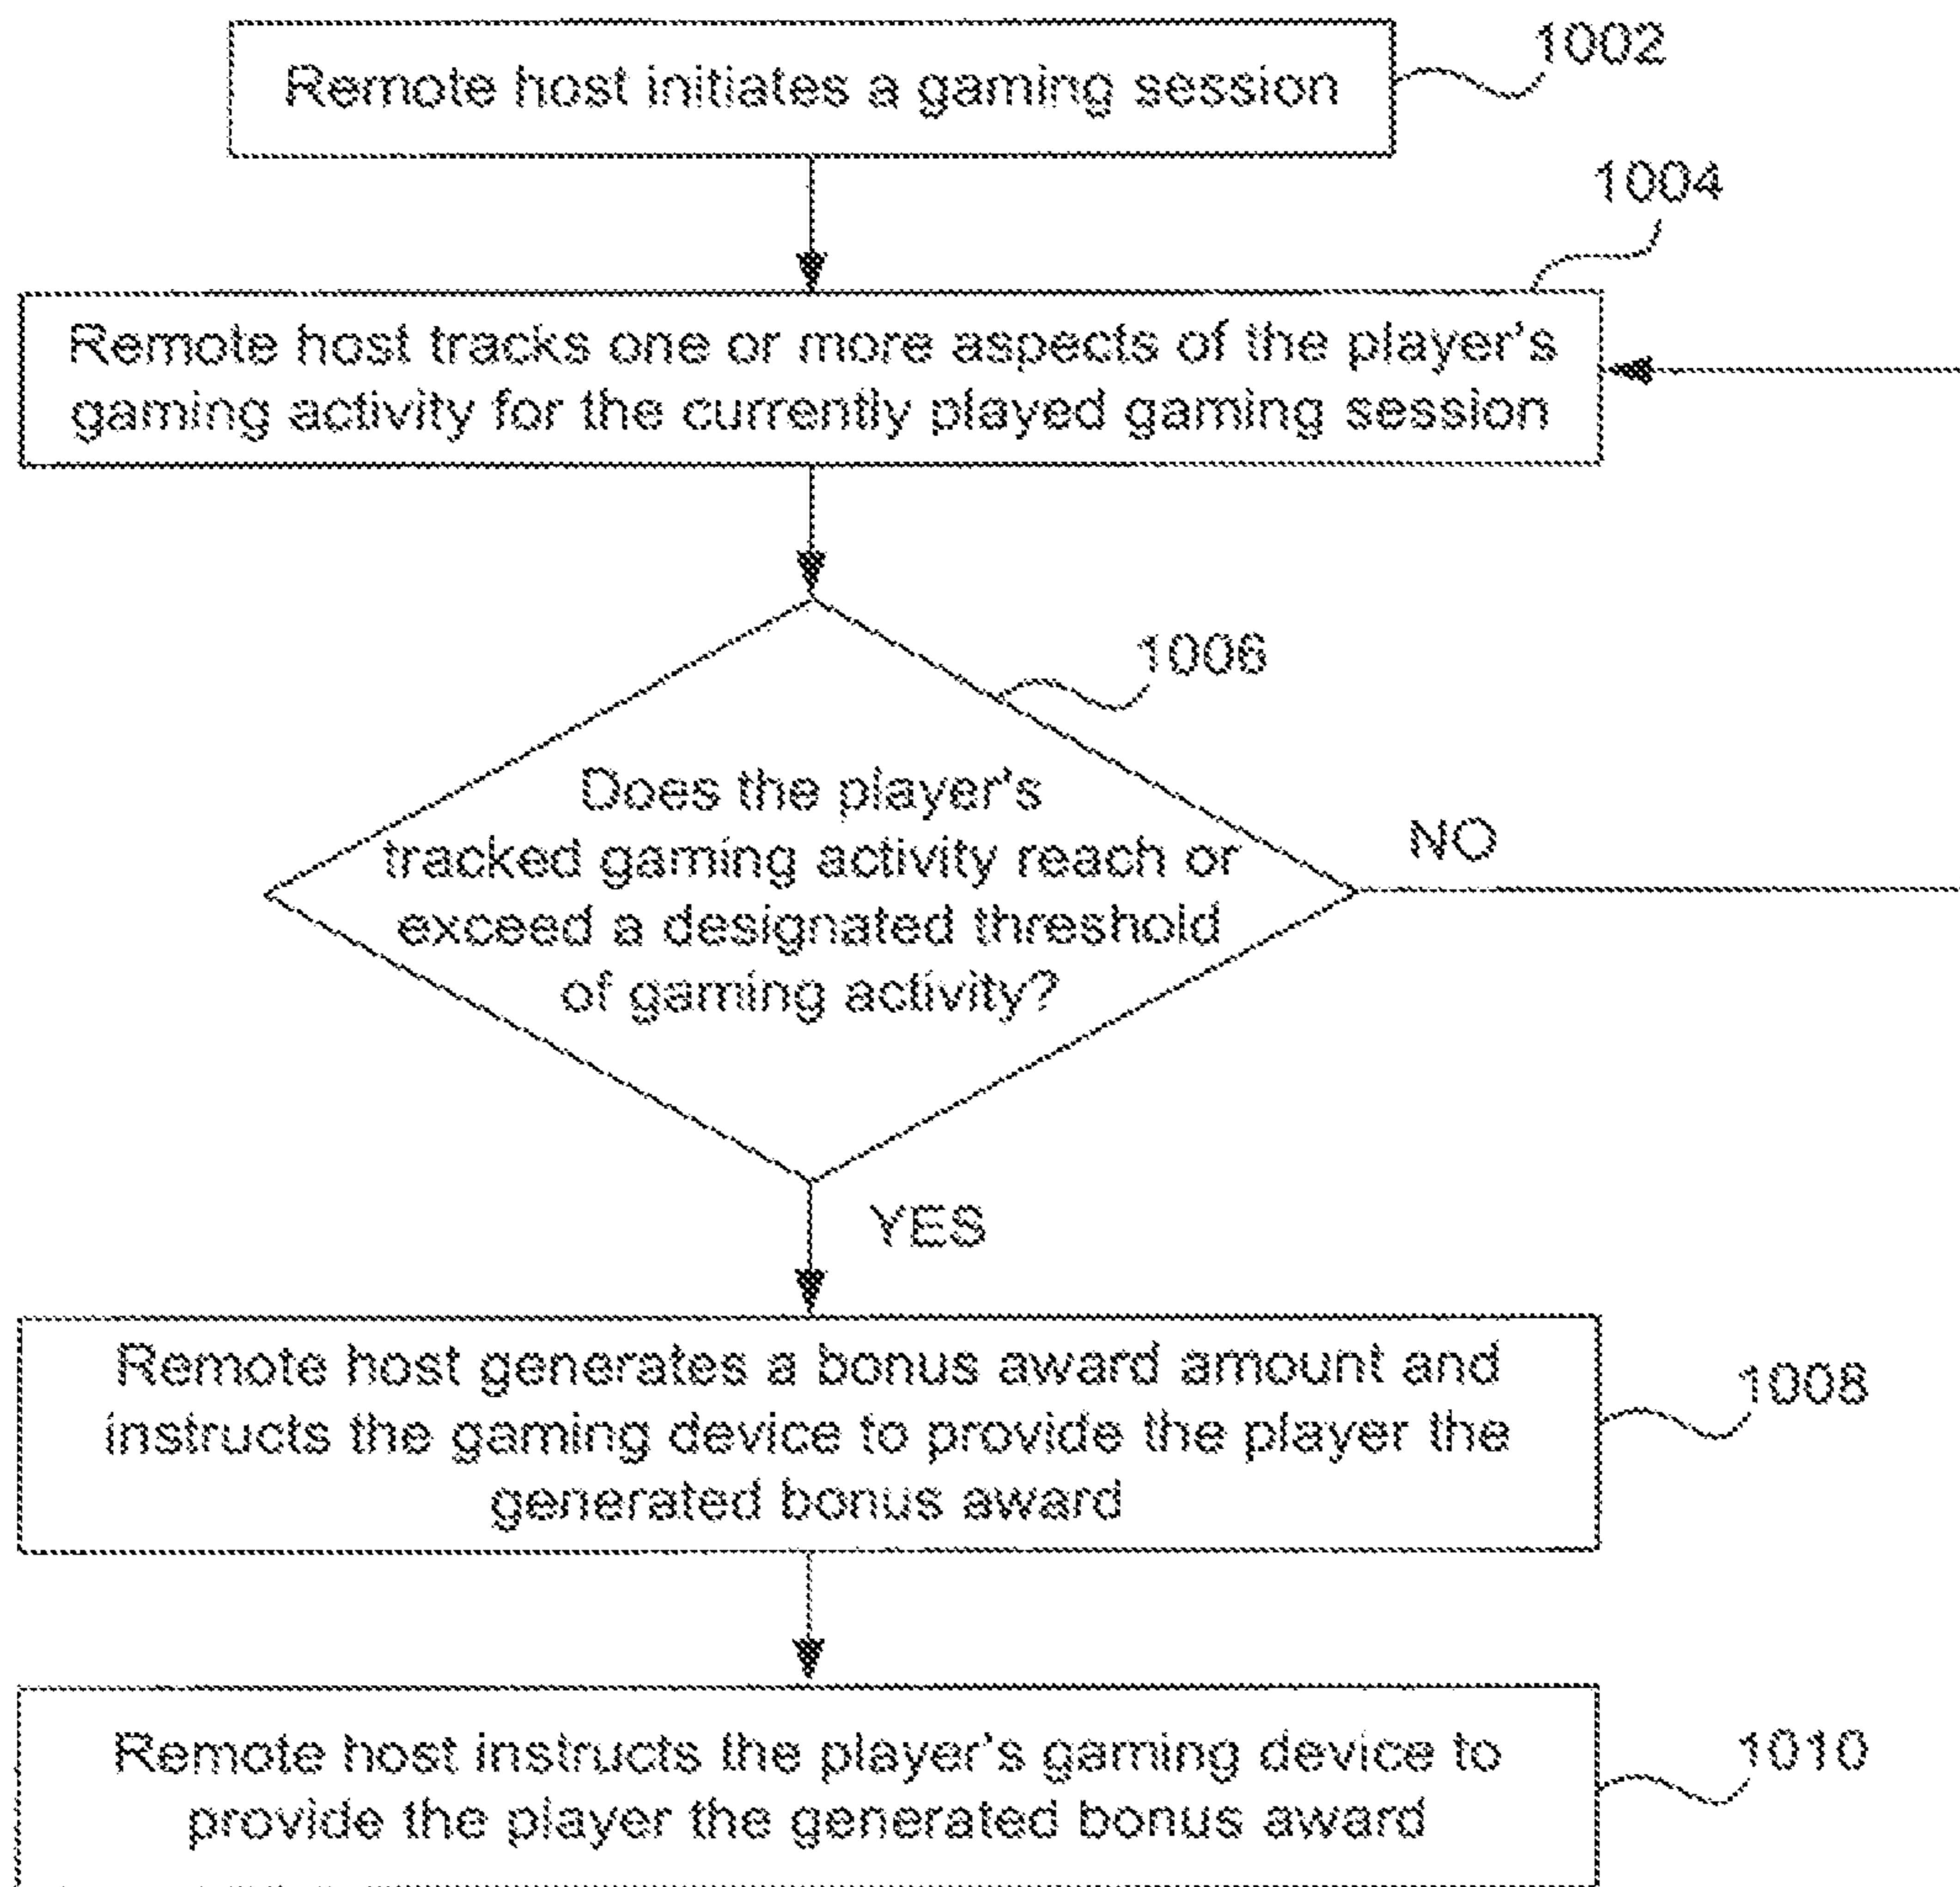 Remote host initiates a gaming session
1002
1004
Remote host tracks one or more aspects of the player's
gaming activity for the currently played gaming session
1006
Does the player's
tracked gaming activity reach or
exceed a designated threshold
of gaming activity?
NO
YES
Remote host generates a bonus award amount and
instructs the gaming device to provide the player the
generated bonus award
1008
Remote host instructs the player's gaming device to
provide the player the generated bonus award
1010